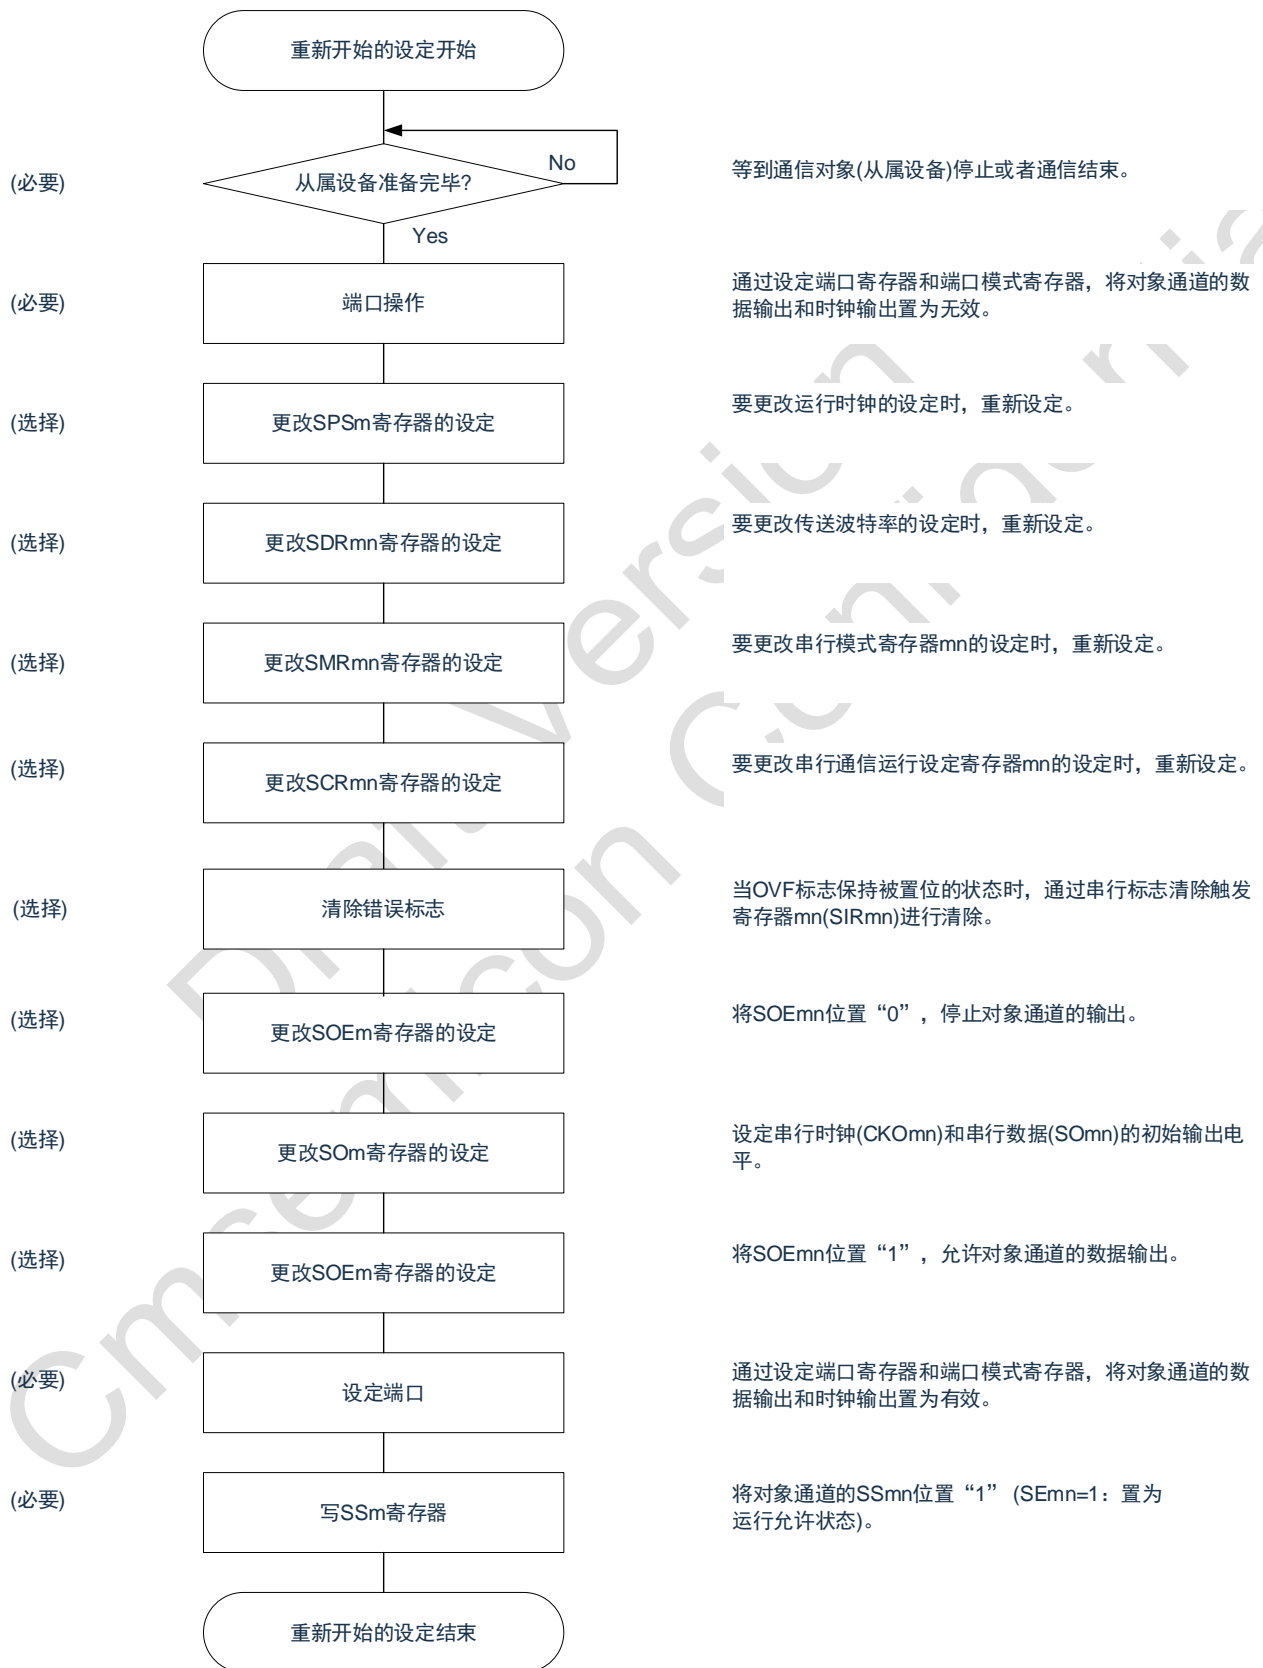 重新开始的设定开始
(必要)
从属设备准备完毕?
No
等到通信对象(从属设备)停止或者通信结束。
Yes
(必要)
端口操作
通过设定端口寄存器和端口模式寄存器，将对象通道的数
据输出和时钟输出置为无效。
(选择)
更改SPSm寄存器的设定
要更改运行时钟的设定时，重新设定。
(选择)
更改SDRmn寄存器的设定
要更改传送波特率的设定时，重新设定。
(选择)
更改SMRmn寄存器的设定
要更改串行模式寄存器mn的设定时，重新设定。
(选择)
更改SCRmn寄存器的设定
要更改串行通信运行设定寄存器mn的设定时，重新设定。
(选择)
清除错误标志
当OVF标志保持被置位的状态时，通过串行标志清除触发
寄存器mn(SIRmn)进行清除。
(选择)
更改SOEm寄存器的设定
将SOEmn位置“0”，停止对象通道的输出。
(选择)
更改SOm寄存器的设定
设定串行时钟(CKOmn)和串行数据(SOmn)的初始输出电
平。
(选择)
更改SOEm寄存器的设定
将SOEmn位置“1”，允许对象通道的数据输出。
(必要)
设定端口
通过设定端口寄存器和端口模式寄存器，将对象通道的数
据输出和时钟输出置为有效。
(必要)
写SSm寄存器
将对象通道的SSmn位置“1” (SEmn=1：置为
运行允许状态)。
重新开始的设定结束